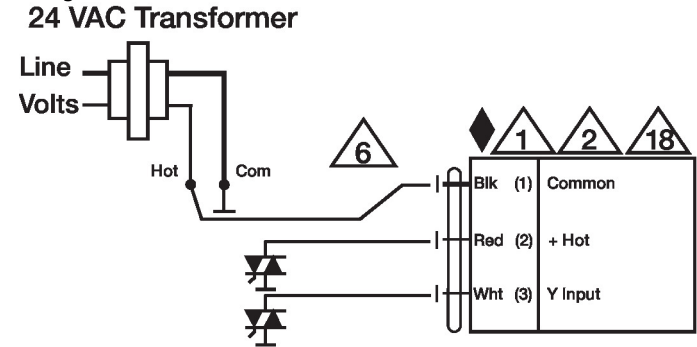 24 VAC Transformer
Line
Volts
Hot
Com
6
1
2
18
Blk (1) Common
Red (2) + Hot
Wht (3) Y Input